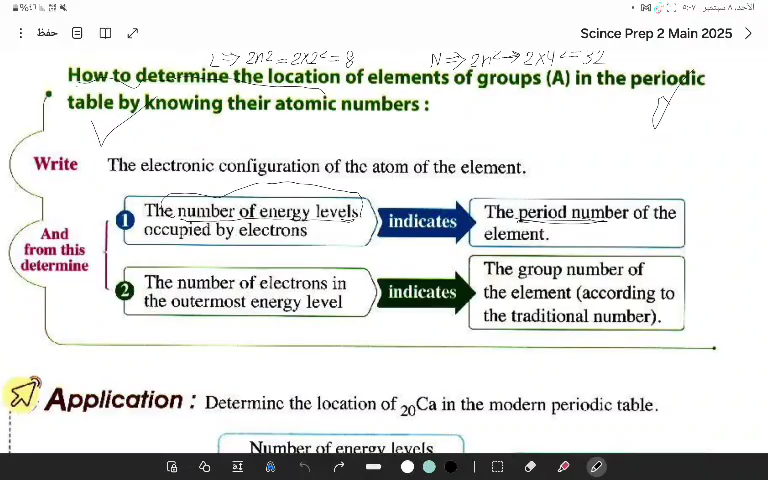 الأحد، ٨ سبتمبر ٥:٠٧
حفظ
Scince Prep 2 Main 2025
L => 2n² = 2x2² = 8 N => 2n² → 2x4² = 32
How to determine the location of elements of groups (A) in the periodic
table by knowing their atomic numbers :
Write The electronic configuration of the atom of the element.
And
from this
determine
1 The number of energy levels
occupied by electrons
indicates
The period number of the
element.
2 The number of electrons in
the outermost energy level
indicates
The group number of
the element (according to
the traditional number).
Application : Determine the location of ₂₀Ca in the modern periodic table.
Number of energy levels